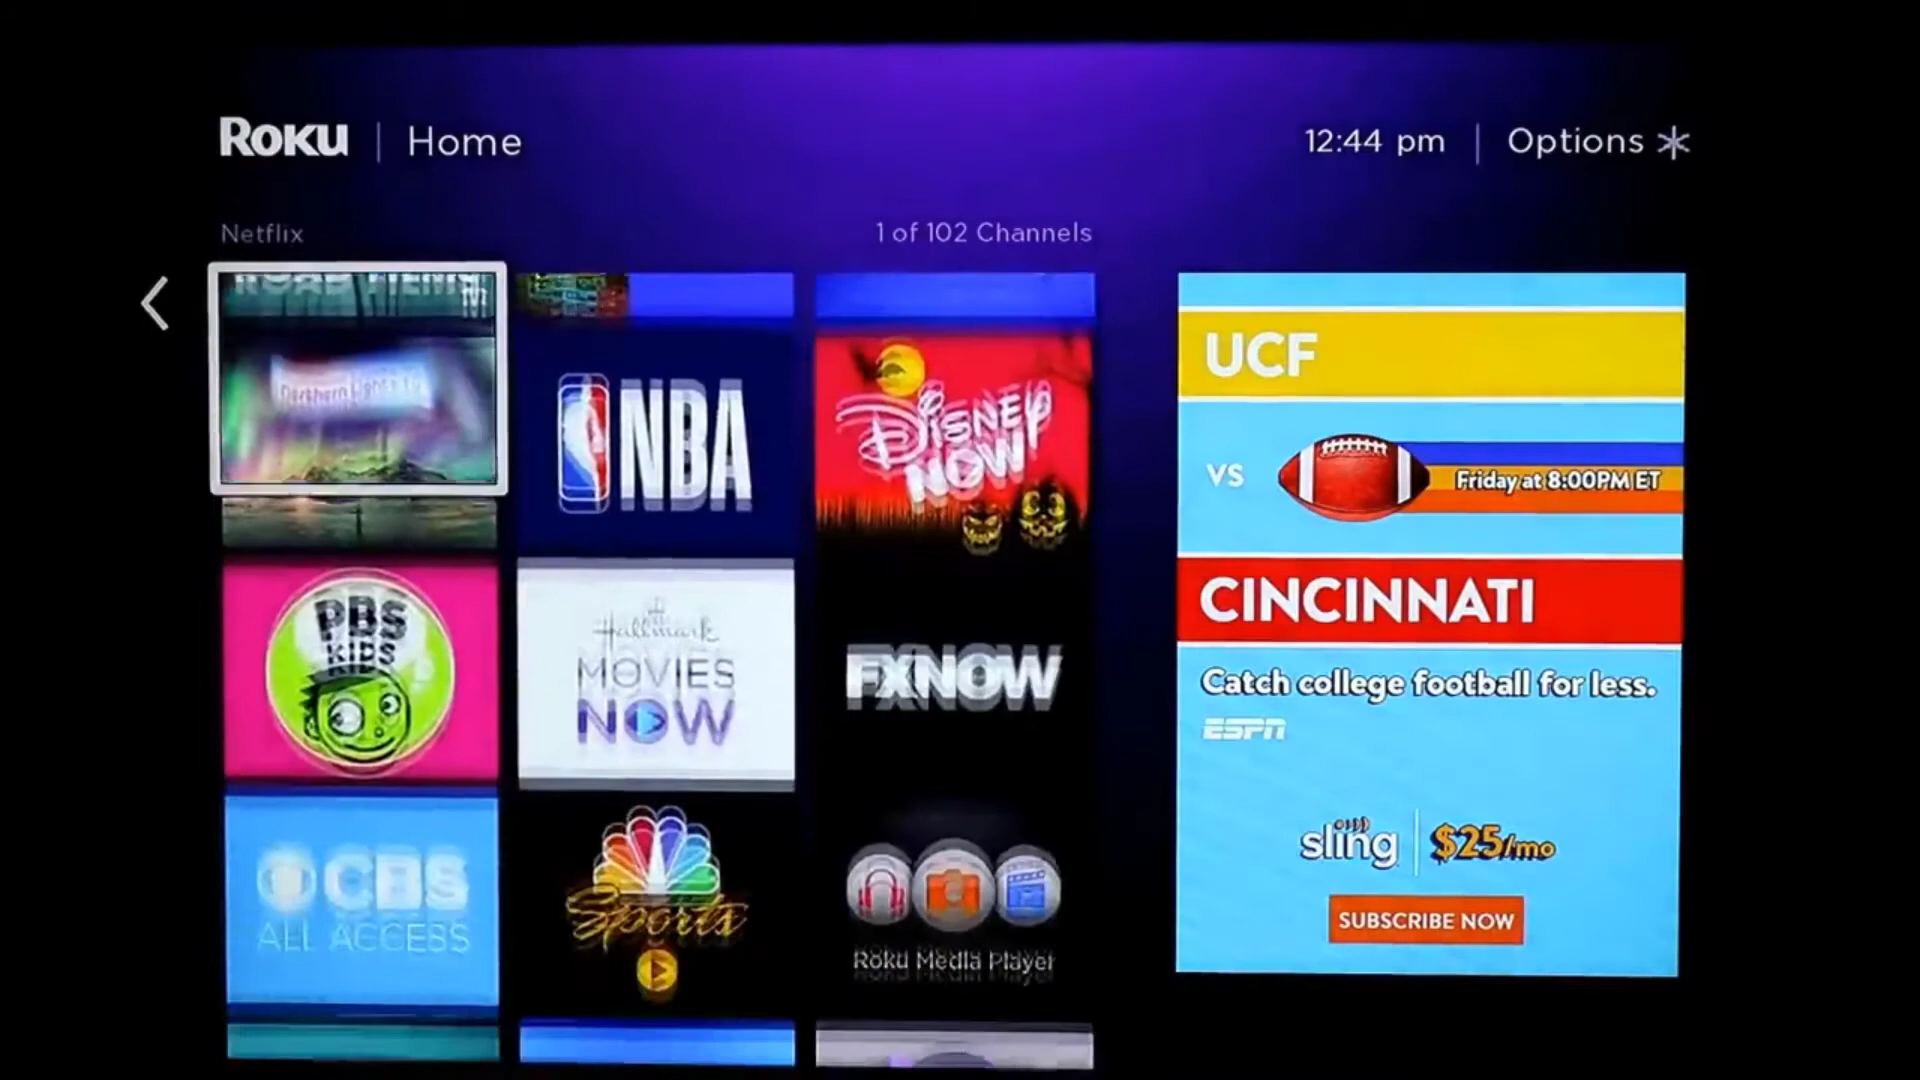 Roku | Home
12:44 pm | Options
Netflix
1 of 102 Channels
NBA
Disney NOW
PBS KIDS
Hallmark MOVIES NOW
FXNOW
CBS ALL ACCESS
Sports
Roku Media Player
UCF
VS
Friday at 8:00PM ET
CINCINNATI
Catch college football for less.
ESPN
sling | $25/mo
SUBSCRIBE NOW